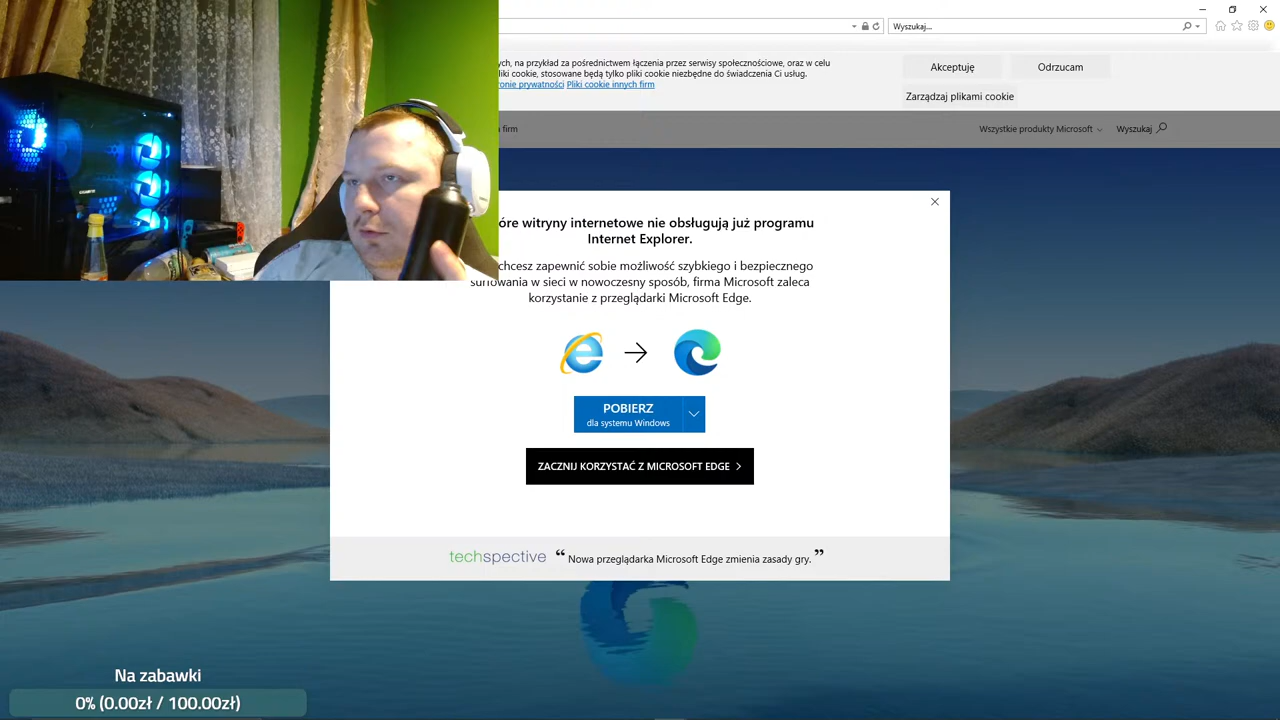 Wyszukaj...
ych, na przykład za pośrednictwem łączenia przez serwisy społecznościowe, oraz w celu
liki cookie, stosowane będą tylko pliki cookie niezbędne do świadczenia Ci usług.
ronie prywatności Pliki cookie innych firm
Akceptuję
Odrzucam
Zarządzaj plikami cookie
firm
Wszystkie produkty Microsoft
Wyszukaj
óre witryny internetowe nie obsługują już programu
Internet Explorer.
chcesz zapewnić sobie możliwość szybkiego i bezpiecznego
surfowania w sieci w nowoczesny sposób, firma Microsoft zaleca
korzystanie z przeglądarki Microsoft Edge.
POBIERZ
dla systemu Windows
ZACZNIJ KORZYSTAĆ Z MICROSOFT EDGE >
techspective “ Nowa przeglądarka Microsoft Edge zmienia zasady gry. ”
Na zabawki
0% (0.00zł / 100.00zł)